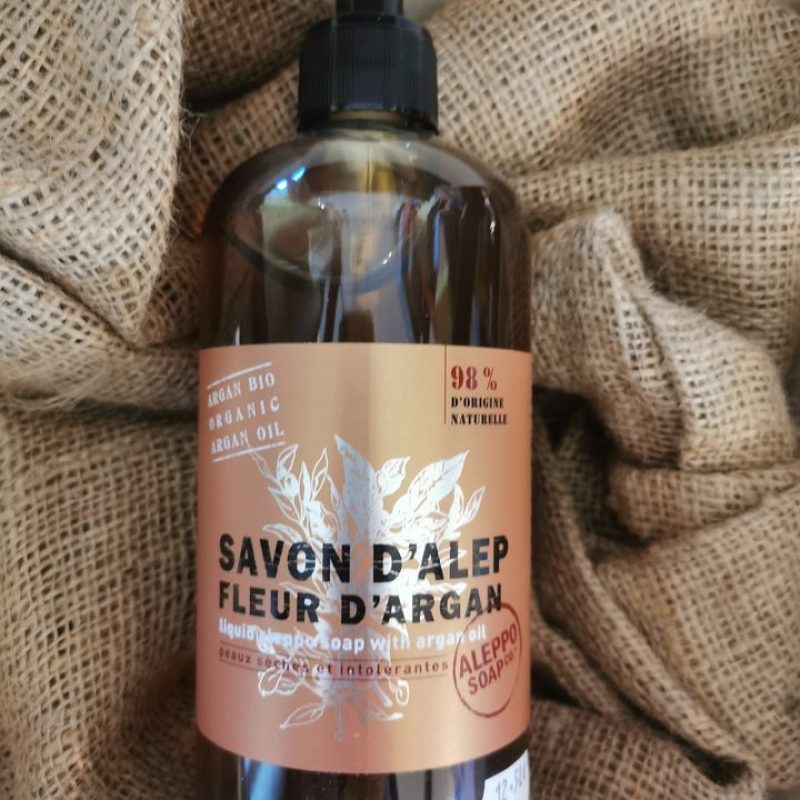 ARGAN BIO
ORGANIC
ARGAN OIL
98 %
D'ORIGINE
NATURELLE
SAVON D'ALEP
FLEUR D'ARGAN
liquid aleppo soap with argan oil
peaux sèches et intolérantes
ALEPPO
SOAP CO.